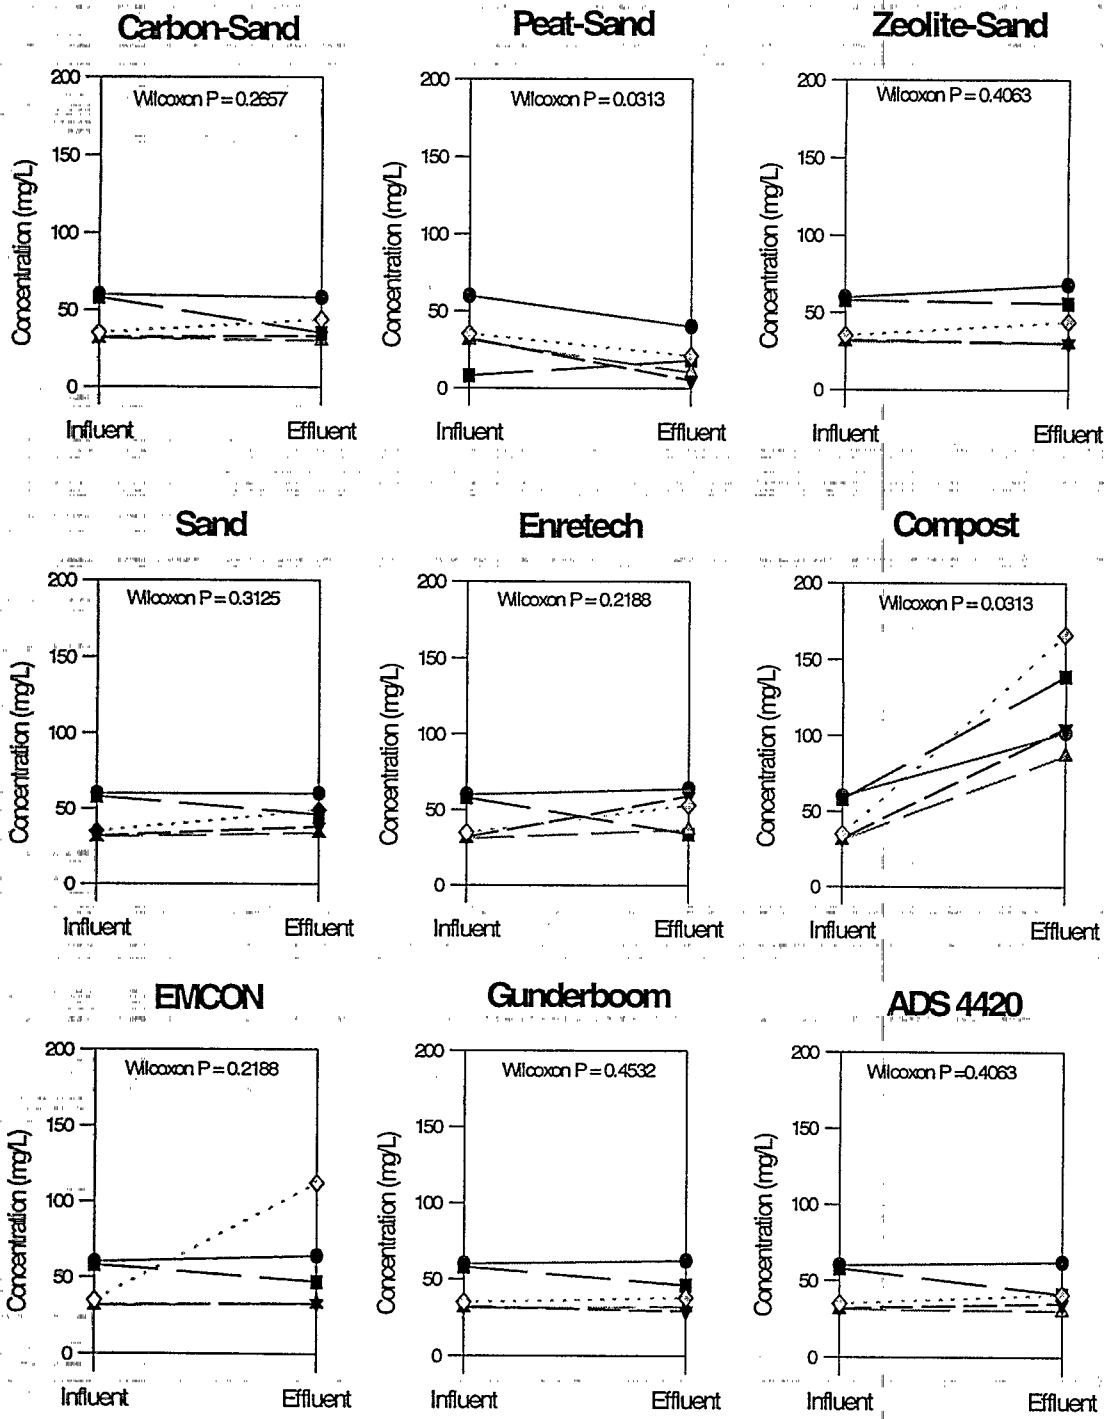 Carbon-Sand
Peat-Sand
Zeolite-Sand
Wilcoxon P = 0.2657
Wilcoxon P = 0.0313
Wilcoxon P = 0.4063
Concentration (mg/L)
200
150
100
50
0
Concentration (mg/L)
200
150
100
50
0
Concentration (mg/L)
200
150
100
50
0
Influent
Effluent
Influent
Effluent
Influent
Effluent
Sand
Enretech
Compost
Wilcoxon P = 0.3125
Wilcoxon P = 0.2188
Wilcoxon P = 0.0313
Concentration (mg/L)
200
150
100
50
0
Concentration (mg/L)
200
150
100
50
0
Concentration (mg/L)
200
150
100
50
0
Influent
Effluent
Influent
Effluent
Influent
Effluent
EMCON
Gunderboom
ADS 4420
Wilcoxon P = 0.2188
Wilcoxon P = 0.4532
Wilcoxon P =0.4063
Concentration (mg/L)
200
150
100
50
0
Concentration (mg/L)
200
150
100
50
0
Concentration (mg/L)
200
150
100
50
0
Influent
Effluent
Influent
Effluent
Influent
Effluent